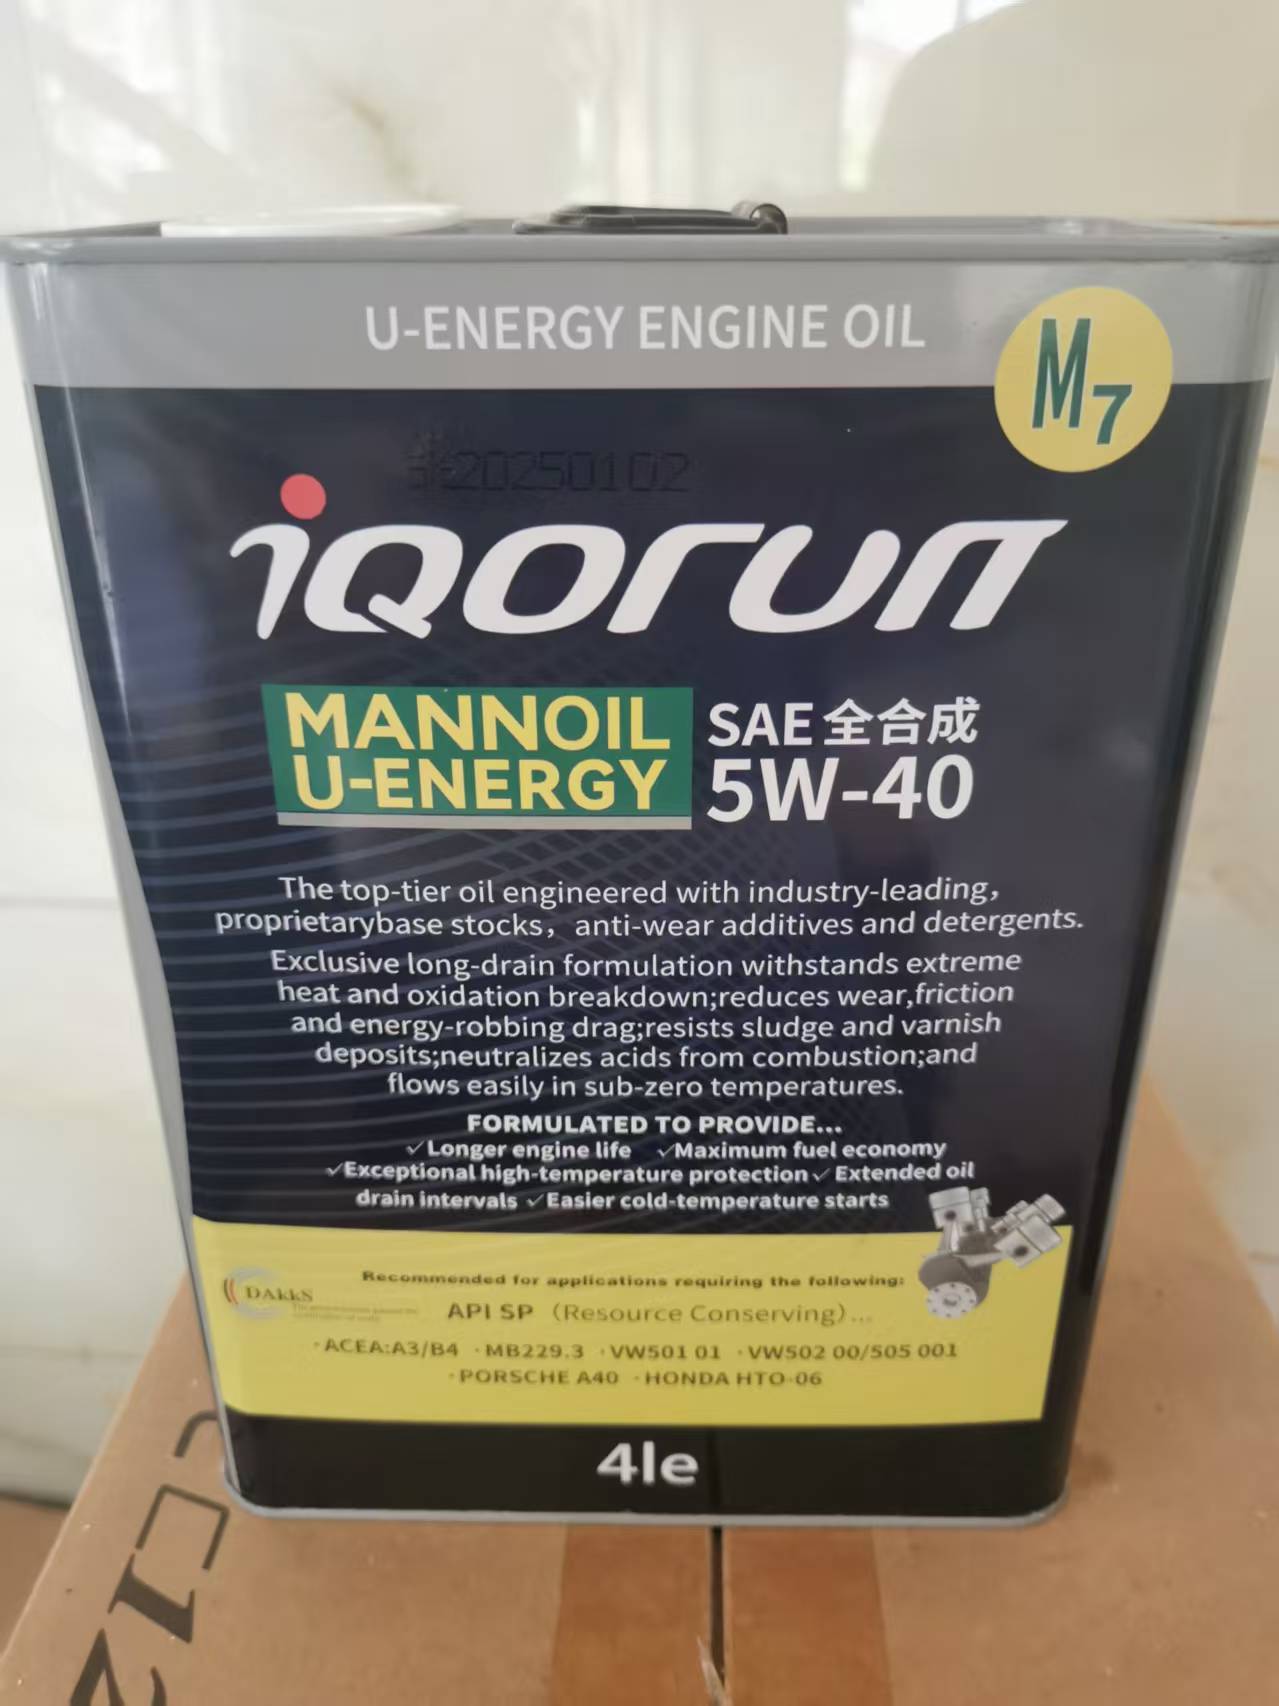 U-ENERGY ENGINE OIL
M7
20250102
iQorun
MANNOIL
U-ENERGY
SAE 全合成
5W-40
The top-tier oil engineered with industry-leading,
proprietarybase stocks, anti-wear additives and detergents.
Exclusive long-drain formulation withstands extreme
heat and oxidation breakdown;reduces wear,friction
and energy-robbing drag;resists sludge and varnish
deposits;neutralizes acids from combustion;and
flows easily in sub-zero temperatures.
FORMULATED TO PROVIDE...
✓Longer engine life ✓Maximum fuel economy
✓Exceptional high-temperature protection ✓Extended oil
drain intervals ✓Easier cold-temperature starts
Recommended for applications requiring the following:
DAkkS
API SP (Resource Conserving)...
·ACEA:A3/B4 ·MB229.3 ·VW501 01 ·VW502 00/505 001
·PORSCHE A40 ·HONDA HTO-06
4le